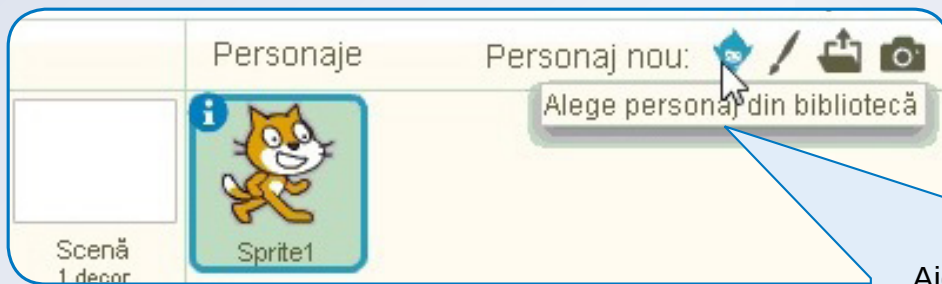 Personaje
Personaj nou:
Alege personaj din bibliotecă
Scenă
1 decor
Sprite1